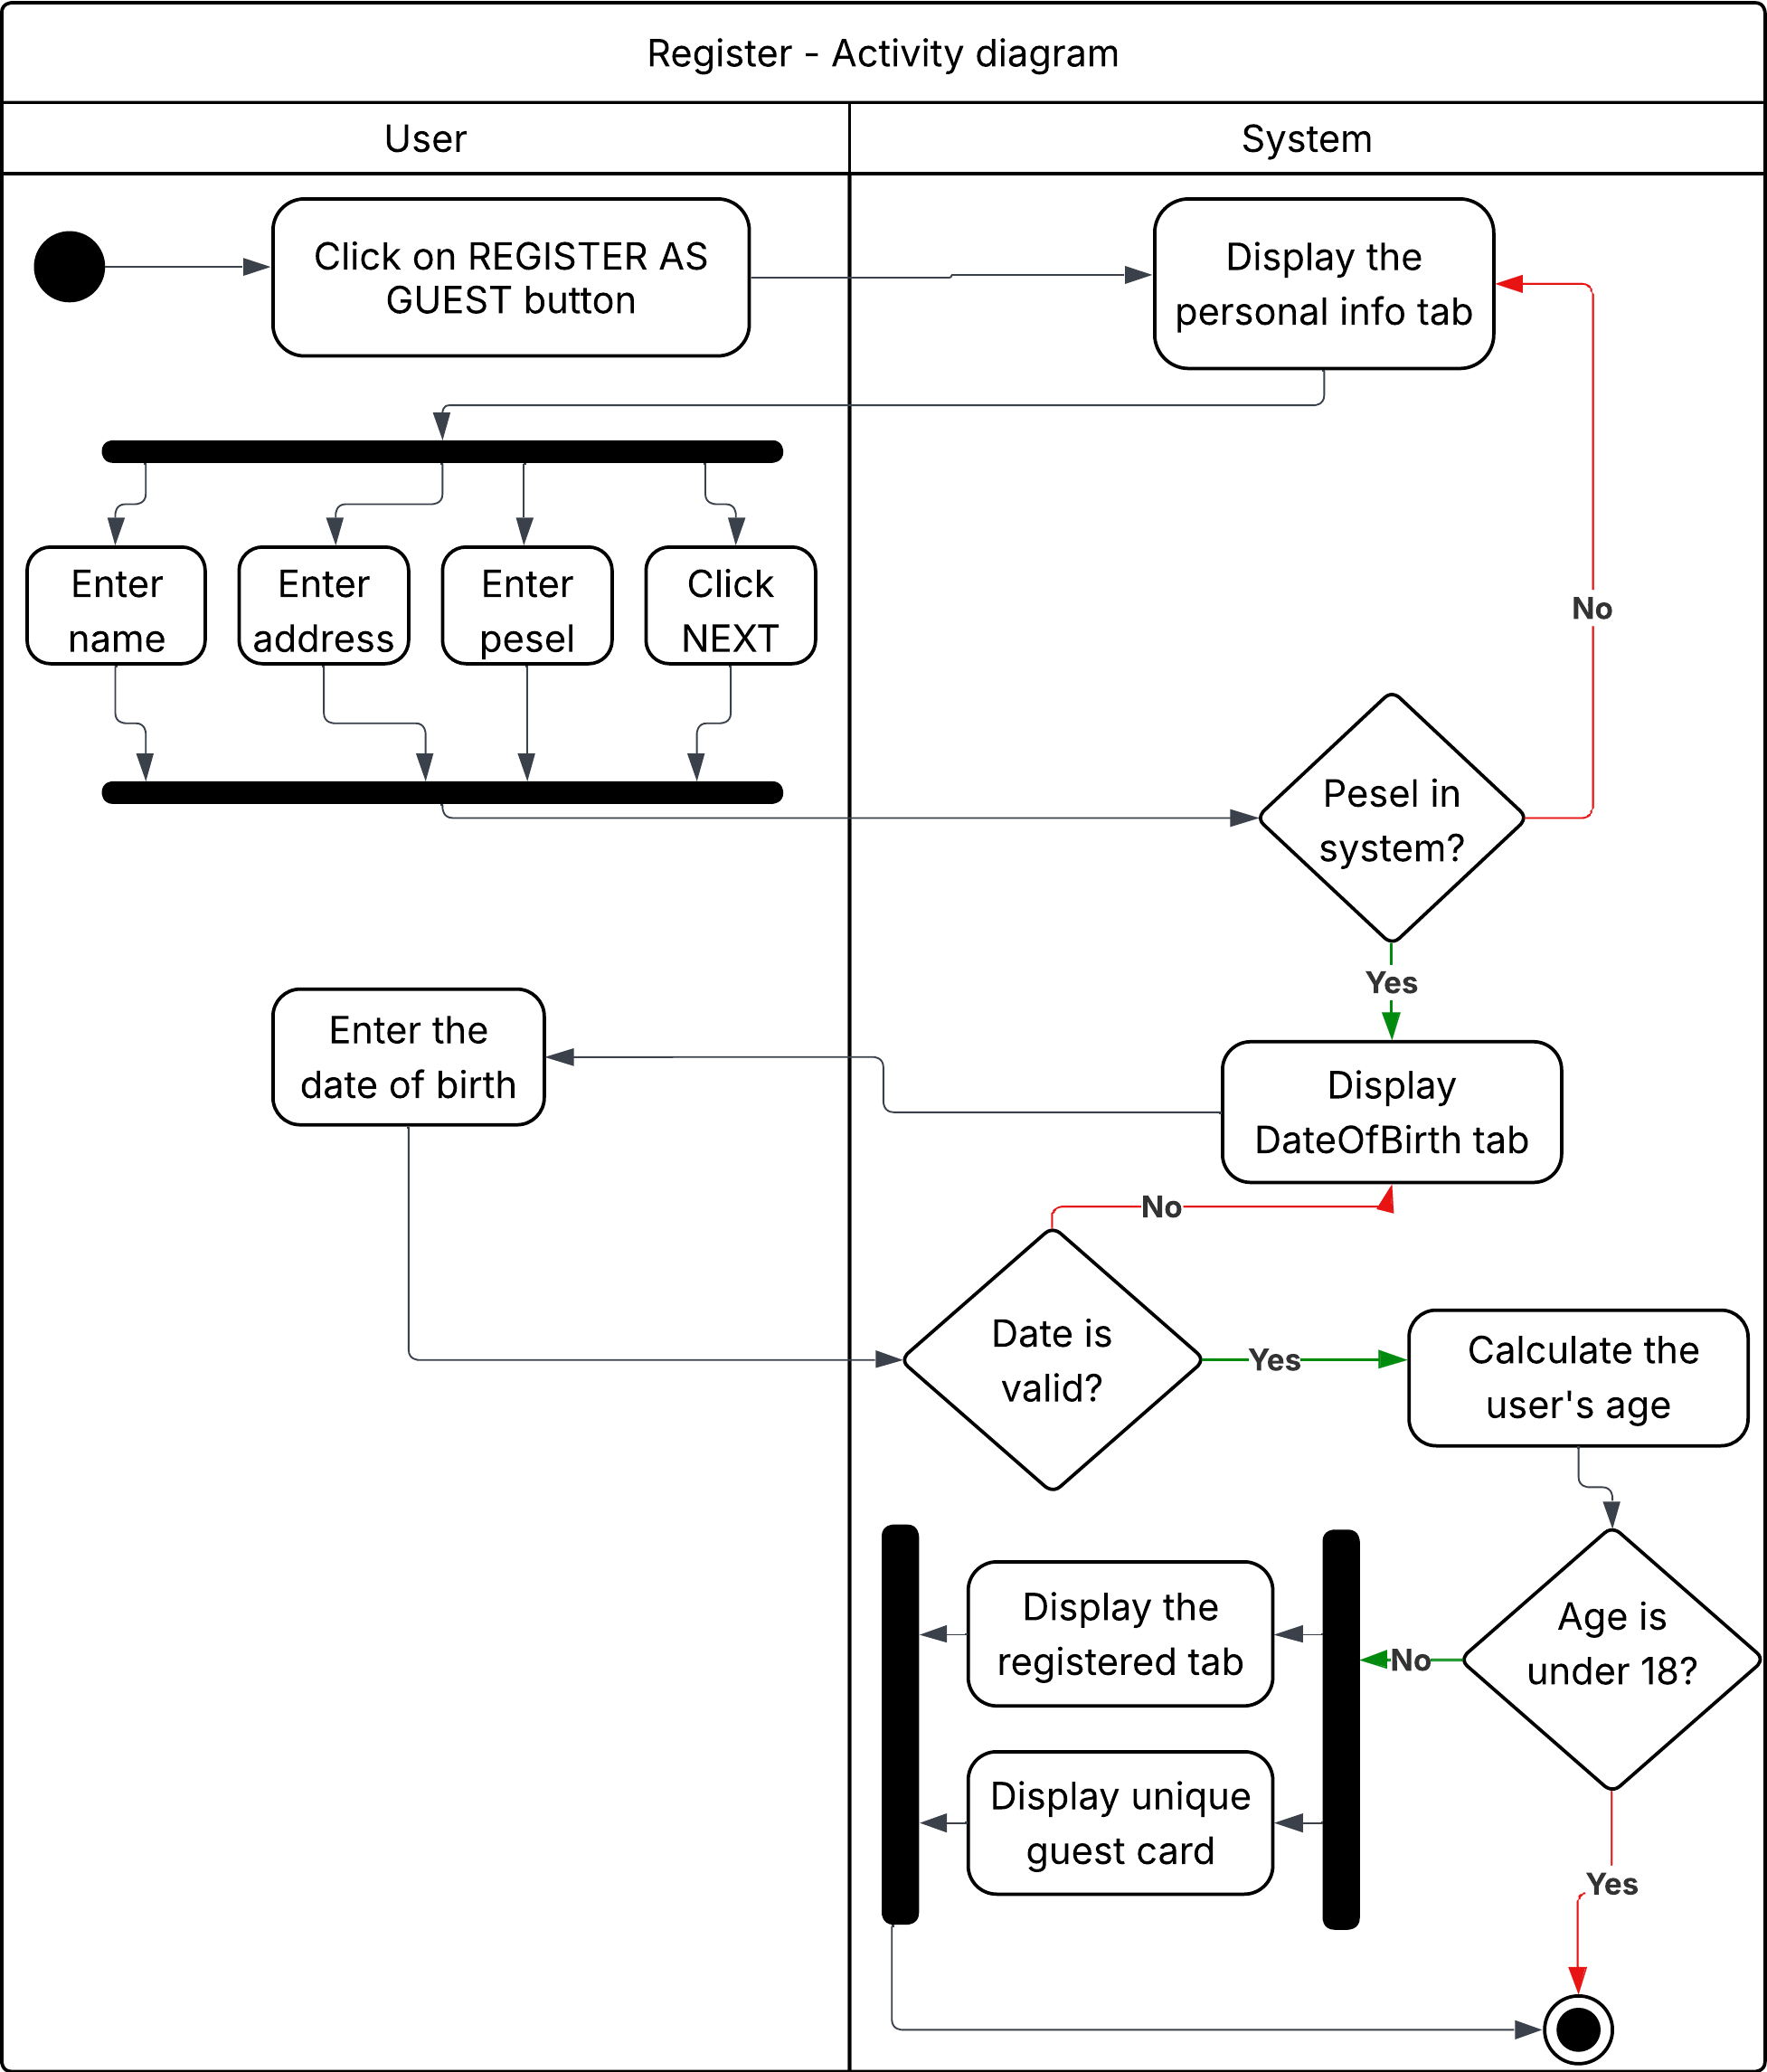 Register - Activity diagram
User
System
Click on REGISTER AS
GUEST button
Display the
personal info tab
Enter
name
Enter
address
Enter
pesel
Click
NEXT
No
Pesel in
system?
Yes
Enter the
date of birth
Display
DateOfBirth tab
No
Date is
valid?
Yes
Calculate the
user's age
Display the
registered tab
No
Age is
under 18?
Display unique
guest card
Yes